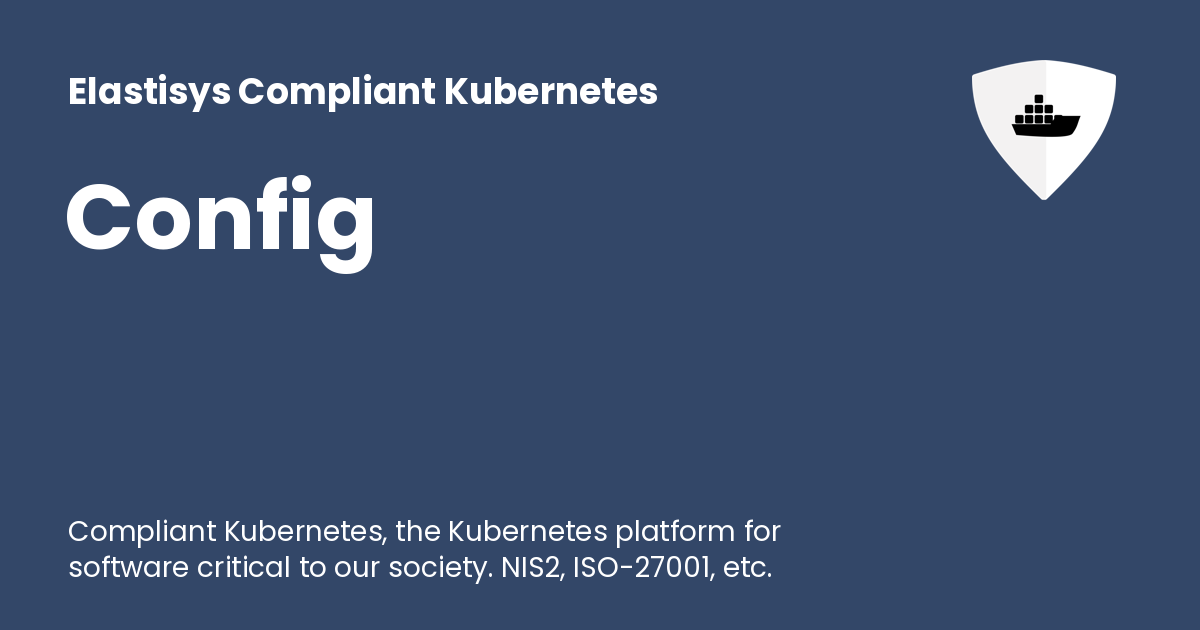 Elastisys Compliant Kubernetes
Config
Compliant Kubernetes, the Kubernetes platform for
software critical to our society. NIS2, ISO-27001, etc.